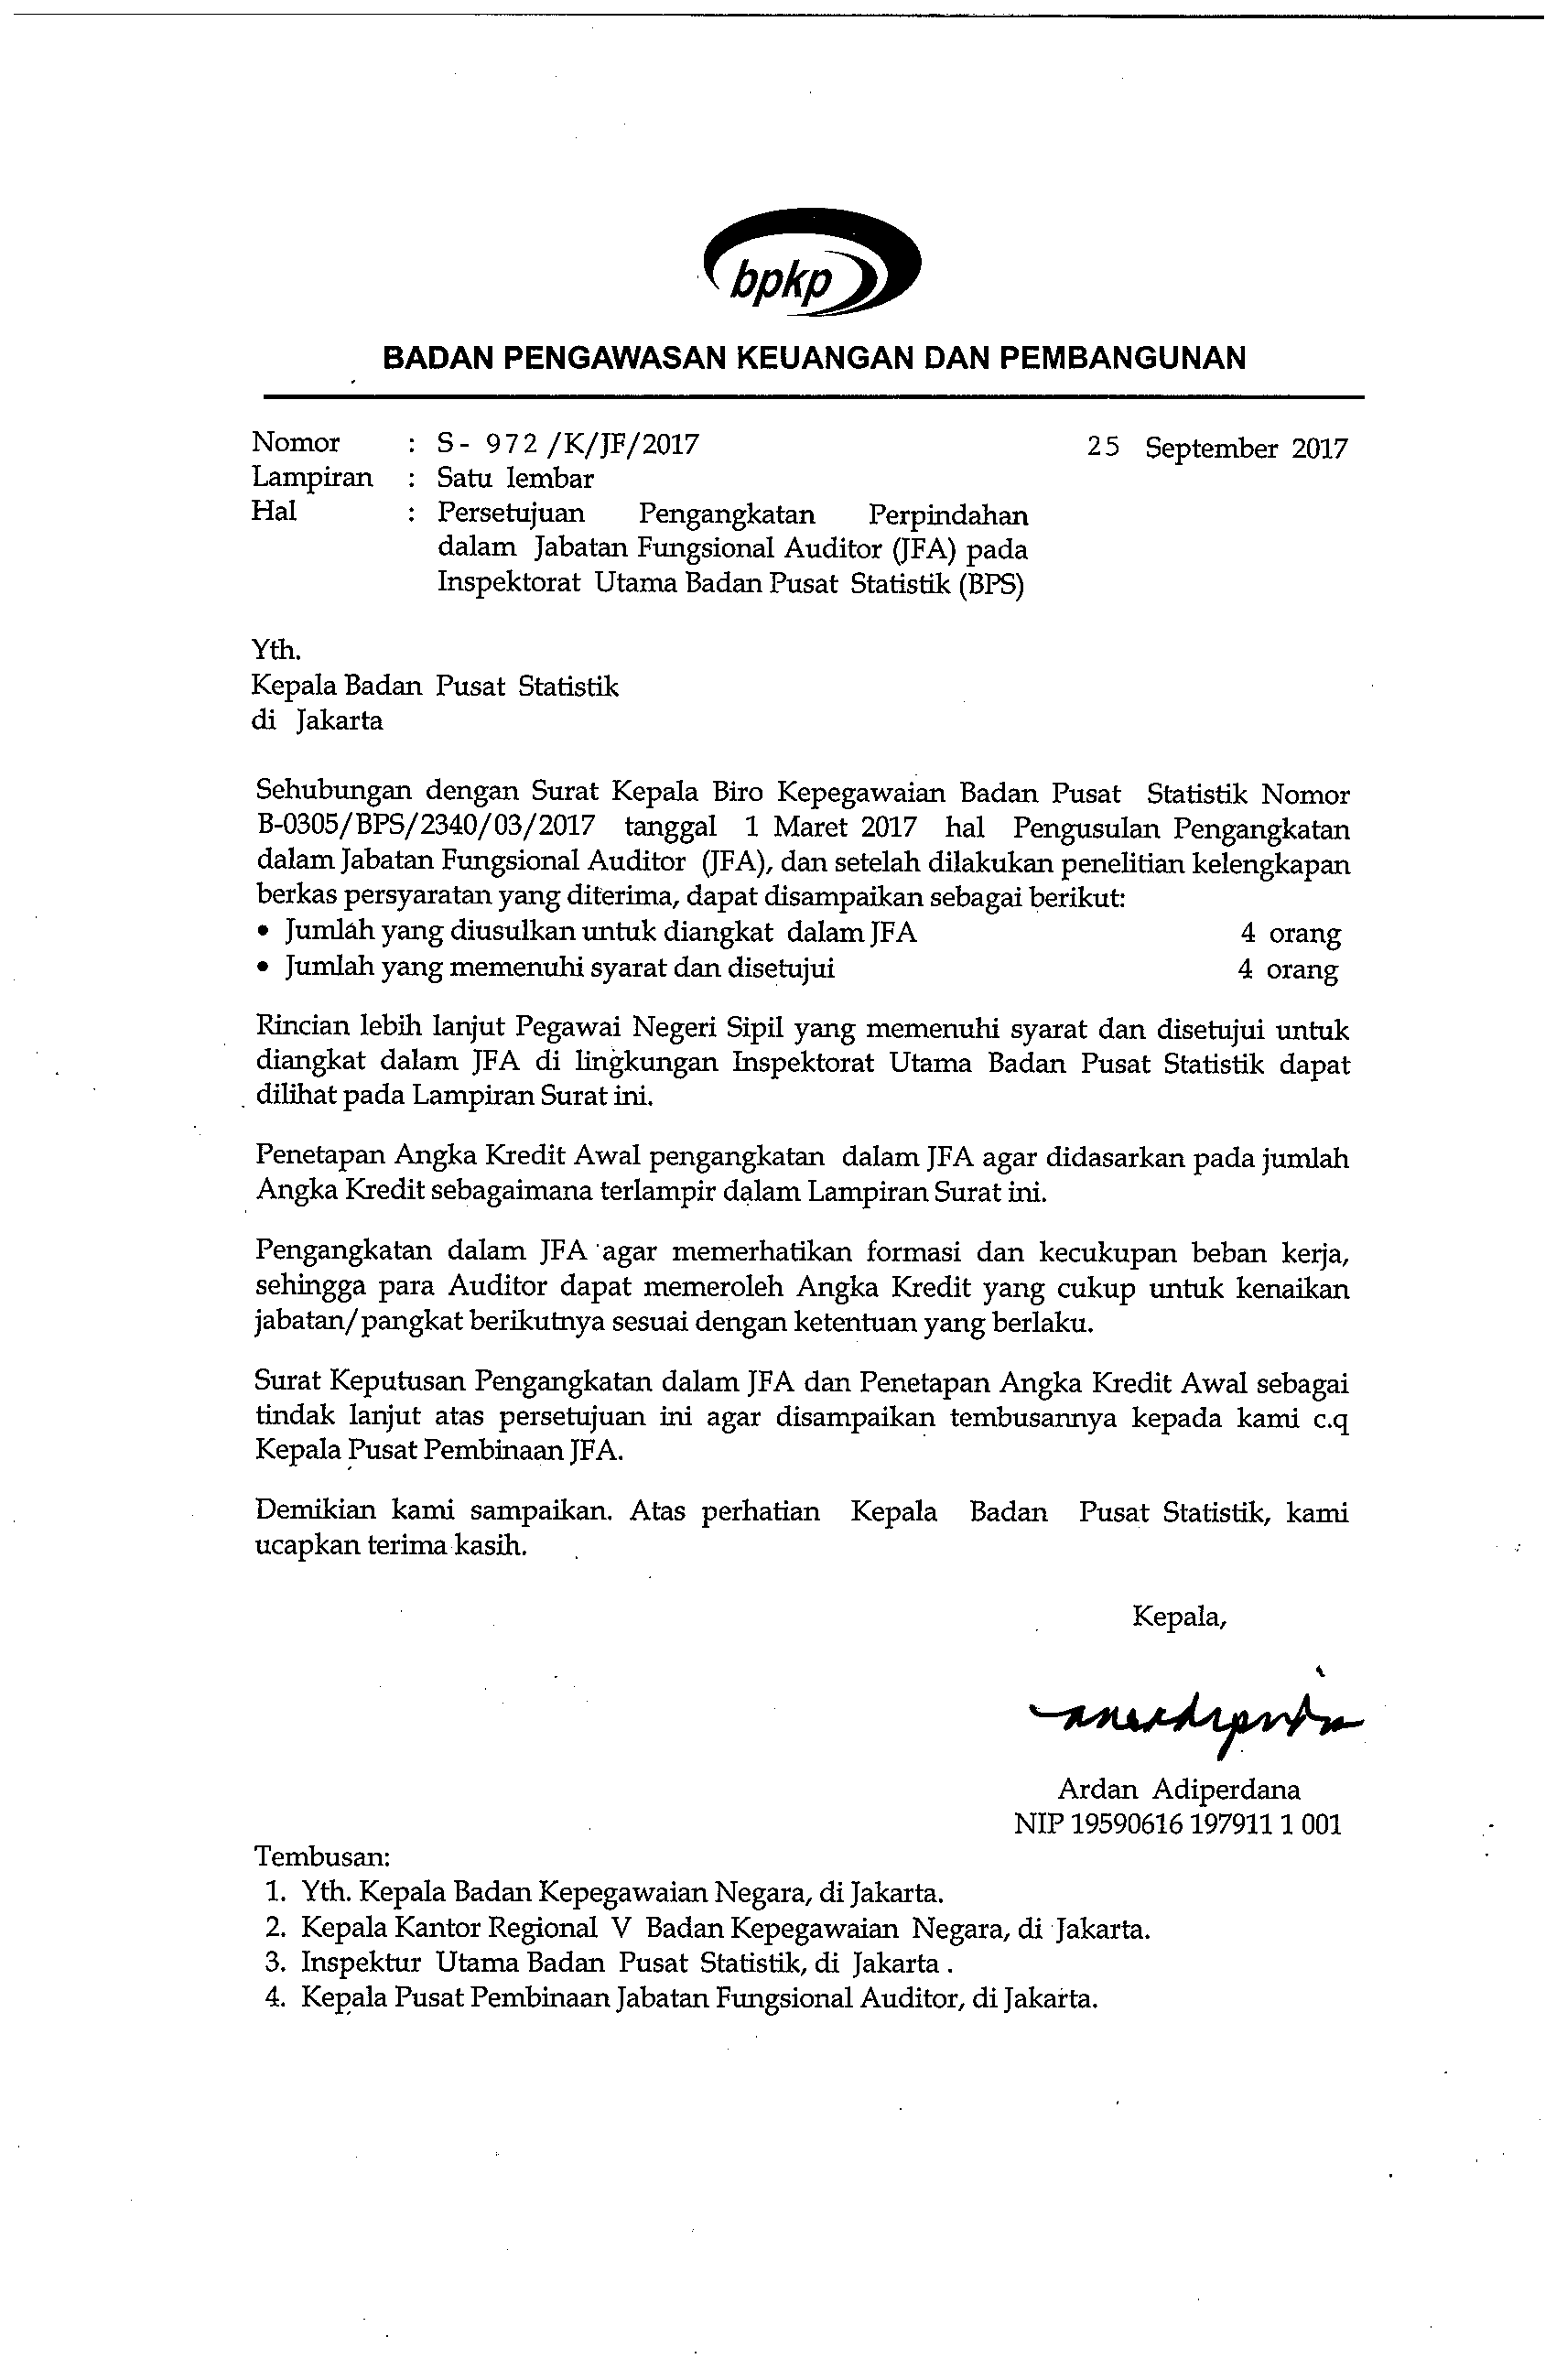 bpkp
BADAN PENGAWASAN KEUANGAN DAN PEMBANGUNAN
Nomor : S- 972 /K/JF/2017 25 September 2017
Lampiran : Satu lembar
Hal : Persetujuan Pengangkatan Perpindahan
dalam Jabatan Fungsional Auditor (JFA) pada
Inspektorat Utama Badan Pusat Statistik (BPS)
Yth.
Kepala Badan Pusat Statistik
di Jakarta
Sehubungan dengan Surat Kepala Biro Kepegawaian Badan Pusat Statistik Nomor
B-0305/BPS/2340/03/2017 tanggal 1 Maret 2017 hal Pengusulan Pengangkatan
dalam Jabatan Fungsional Auditor (JFA), dan setelah dilakukan penelitian kelengkapan
berkas persyaratan yang diterima, dapat disampaikan sebagai berikut:
• Jumlah yang diusulkan untuk diangkat dalam JFA 4 orang
• Jumlah yang memenuhi syarat dan disetujui 4 orang
Rincian lebih lanjut Pegawai Negeri Sipil yang memenuhi syarat dan disetujui untuk
diangkat dalam JFA di lingkungan Inspektorat Utama Badan Pusat Statistik dapat
dilihat pada Lampiran Surat ini.
Penetapan Angka Kredit Awal pengangkatan dalam JFA agar didasarkan pada jumlah
Angka Kredit sebagaimana terlampir dalam Lampiran Surat ini.
Pengangkatan dalam JFA agar memerhatikan formasi dan kecukupan beban kerja,
sehingga para Auditor dapat memeroleh Angka Kredit yang cukup untuk kenaikan
jabatan/pangkat berikutnya sesuai dengan ketentuan yang berlaku.
Surat Keputusan Pengangkatan dalam JFA dan Penetapan Angka Kredit Awal sebagai
tindak lanjut atas persetujuan ini agar disampaikan tembusannya kepada kami c.q
Kepala Pusat Pembinaan JFA.
Demikian kami sampaikan. Atas perhatian Kepala Badan Pusat Statistik, kami
ucapkan terima kasih.
Kepala,
Ardan Adiperdana
NIP 19590616 197911 1 001
Tembusan:
1. Yth. Kepala Badan Kepegawaian Negara, di Jakarta.
2. Kepala Kantor Regional V Badan Kepegawaian Negara, di Jakarta.
3. Inspektur Utama Badan Pusat Statistik, di Jakarta .
4. Kepala Pusat Pembinaan Jabatan Fungsional Auditor, di Jakarta.